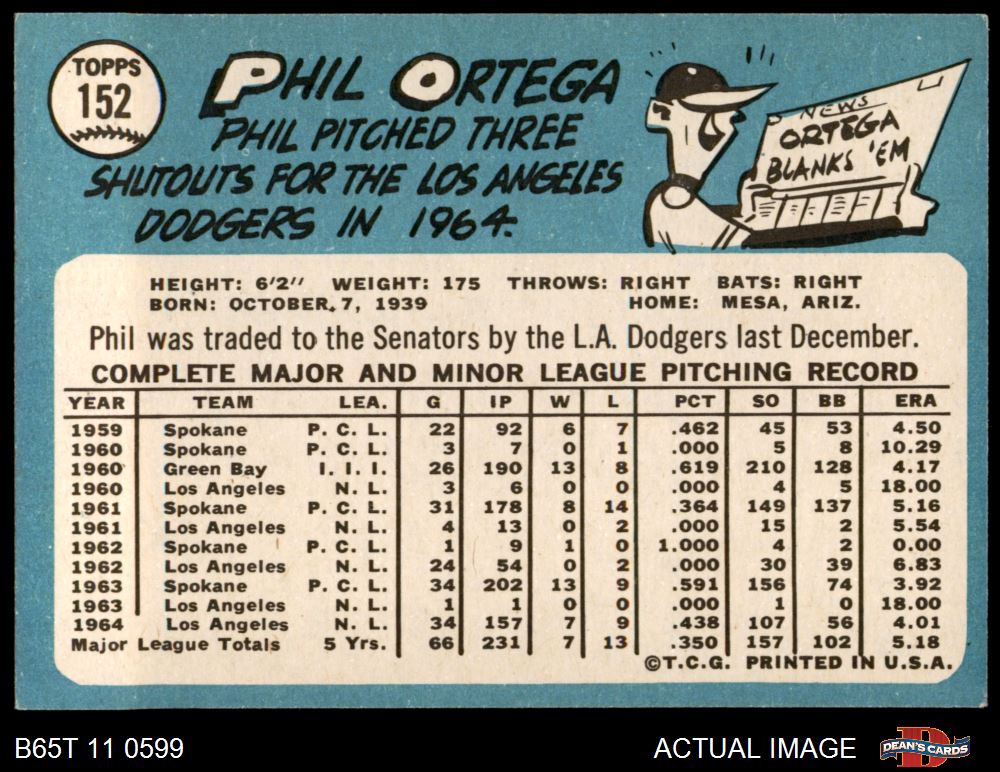 TOPPS
152
PHIL ORTEGA
PHIL PITCHED THREE
SHUTOUTS FOR THE LOS ANGELES
DODGERS IN 1964.
NEWS
ORTEGA
BLANKS 'EM
HEIGHT: 6'2" WEIGHT: 175 THROWS: RIGHT BATS: RIGHT
BORN: OCTOBER 7, 1939 HOME: MESA, ARIZ.
Phil was traded to the Senators by the L.A. Dodgers last December.
COMPLETE MAJOR AND MINOR LEAGUE PITCHING RECORD
YEAR TEAM LEA. G IP W L PCT SO BB ERA
1959 Spokane P. C. L. 22 92 6 7 .462 45 53 4.50
1960 Spokane P. C. L. 3 7 0 1 .000 5 8 10.29
1960 Green Bay I. I. I. 26 190 13 8 .619 210 128 4.17
1960 Los Angeles N. L. 3 6 0 0 .000 4 5 18.00
1961 Spokane P. C. L. 31 178 8 14 .364 149 137 5.16
1961 Los Angeles N. L. 4 13 0 2 .000 15 2 5.54
1962 Spokane P. C. L. 1 9 1 0 1.000 4 2 0.00
1962 Los Angeles N. L. 24 54 0 2 .000 30 39 6.83
1963 Spokane P. C. L. 34 202 13 9 .591 156 74 3.92
1963 Los Angeles N. L. 1 1 0 0 .000 1 0 18.00
1964 Los Angeles N. L. 34 157 7 9 .438 107 56 4.01
Major League Totals 5 Yrs. 66 231 7 13 .350 157 102 5.18
©T.C.G. PRINTED IN U.S.A.
B65T 11 0599
ACTUAL IMAGE
DEAN'S CARDS